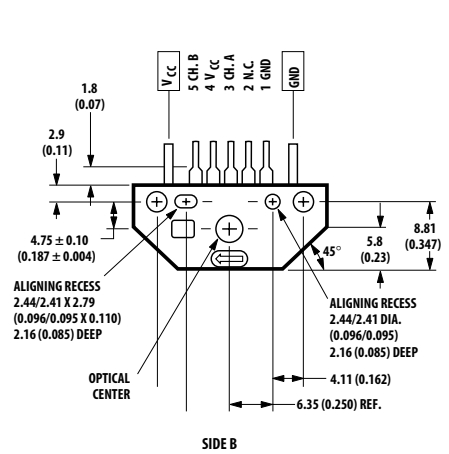 V CC
5 CH. B
4 V CC
3 CH. A
2 N.C.
1 GND
GND
1.8
(0.07)
2.9
(0.11)
4.75 ± 0.10
(0.187 ± 0.004)
8.81
(0.347)
5.8
(0.23)
45°
ALIGNING RECESS
2.44/2.41 X 2.79
(0.096/0.095 X 0.110)
2.16 (0.085) DEEP
ALIGNING RECESS
2.44/2.41 DIA.
(0.096/0.095)
2.16 (0.085) DEEP
OPTICAL
CENTER
4.11 (0.162)
6.35 (0.250) REF.
SIDE B